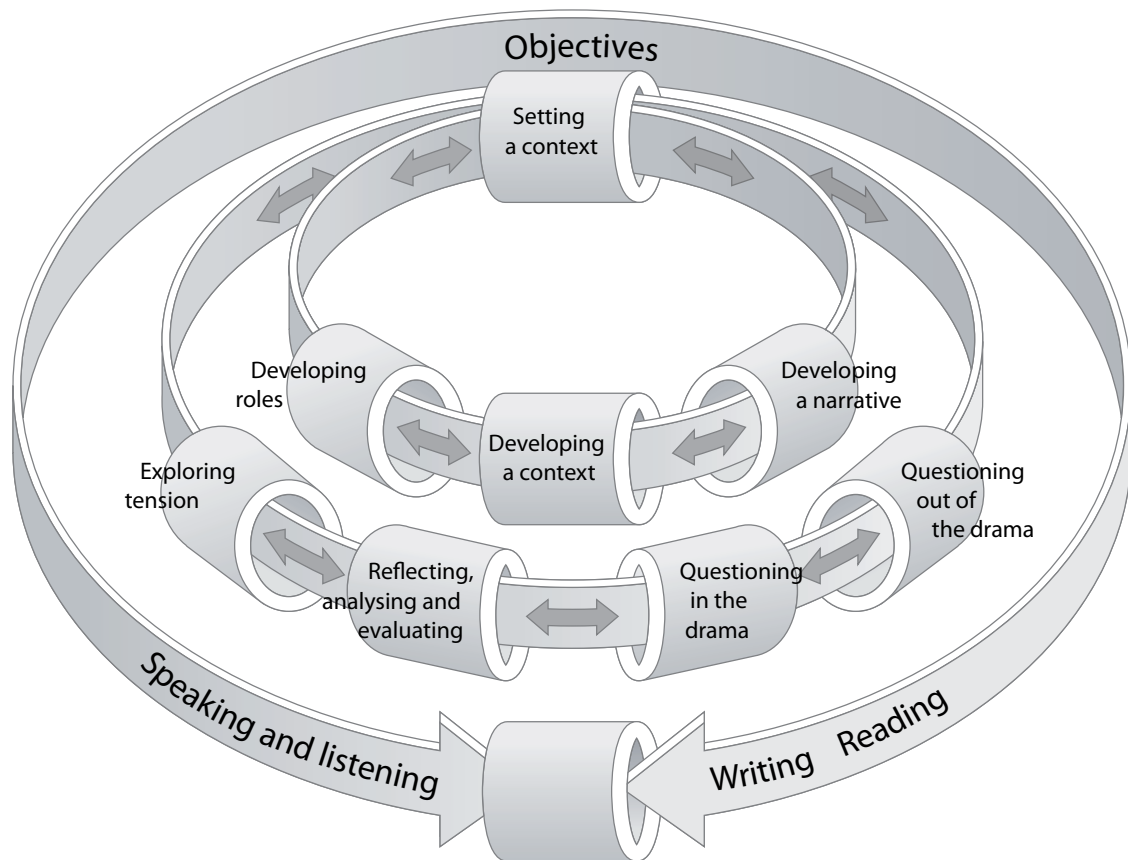 Objectives
Setting
a context
Developing
roles
Developing
a narrative
Developing
a context
Exploring
tension
Questioning
out of
the drama
Reflecting,
analysing and
evaluating
Questioning
in the
drama
Speaking and listening
Writing Reading